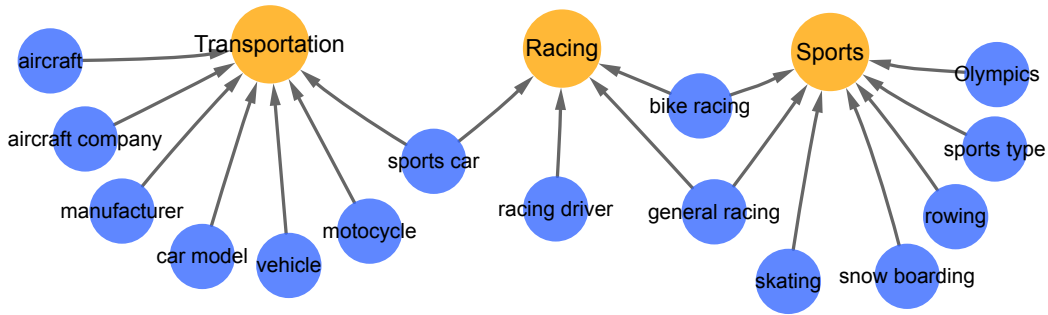 Transportation
Racing
Sports
aircraft
Olympics
bike racing
aircraft company
sports car
sports type
manufacturer
racing driver
general racing
rowing
motocycle
car model
vehicle
skating
snow boarding